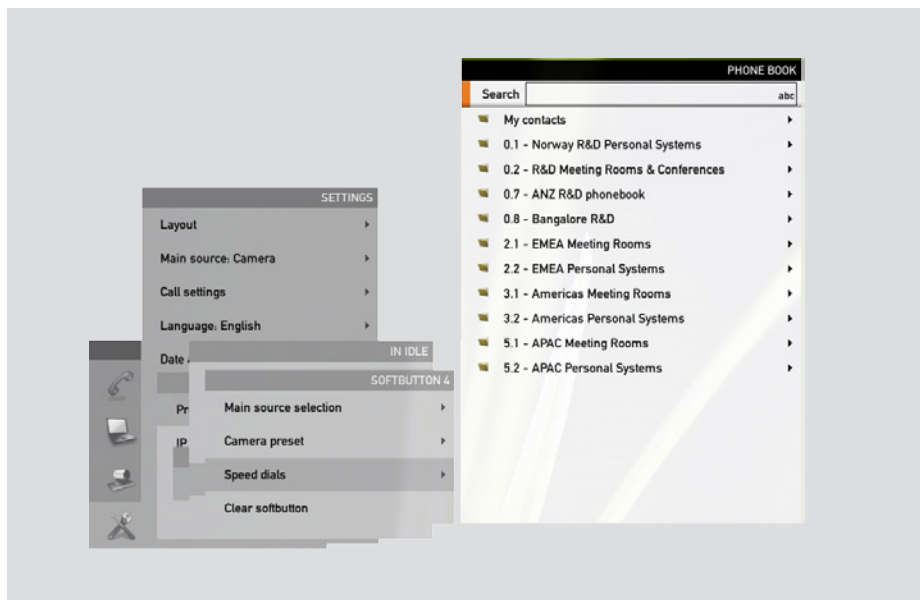 PHONE BOOK
Search abc
My contacts
0.1 - Norway R&D Personal Systems
0.2 - R&D Meeting Rooms & Conferences
0.7 - ANZ R&D phonebook
0.8 - Bangalore R&D
2.1 - EMEA Meeting Rooms
2.2 - EMEA Personal Systems
3.1 - Americas Meeting Rooms
3.2 - Americas Personal Systems
5.1 - APAC Meeting Rooms
5.2 - APAC Personal Systems
SETTINGS
Layout
Main source: Camera
Call settings
Language: English
Date
Pr
IP
IN IDLE
SOFTBUTTON 4
Main source selection
Camera preset
Speed dials
Clear softbutton